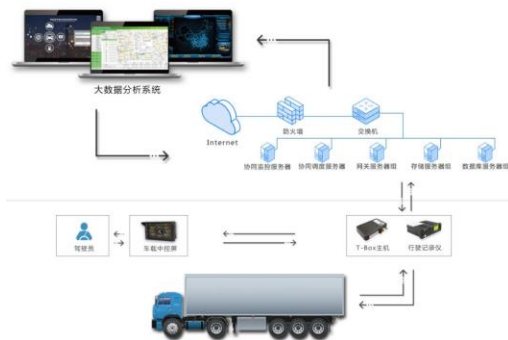 大数据分析系统
Internet
防火墙
交换机
协同监控服务器
协同调度服务器
网关服务器组
存储服务器组
数据库服务器组
驾驶员
车载中控屏
T-Box主机
行驶记录仪